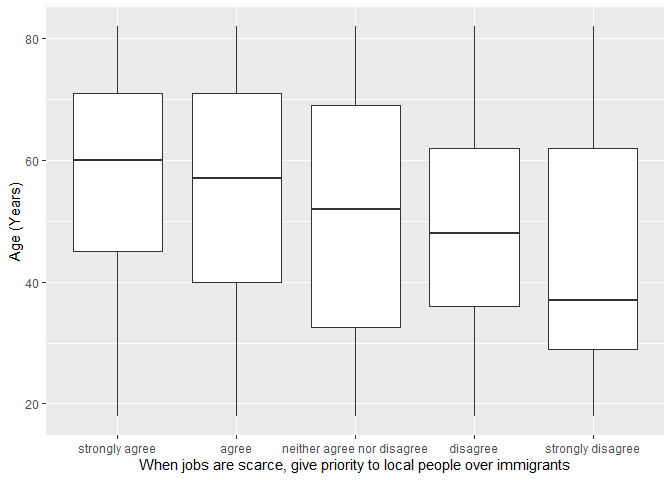 Age (Years)
80
60
40
20
strongly agree
agree
neither agree nor disagree
disagree
strongly disagree
When jobs are scarce, give priority to local people over immigrants